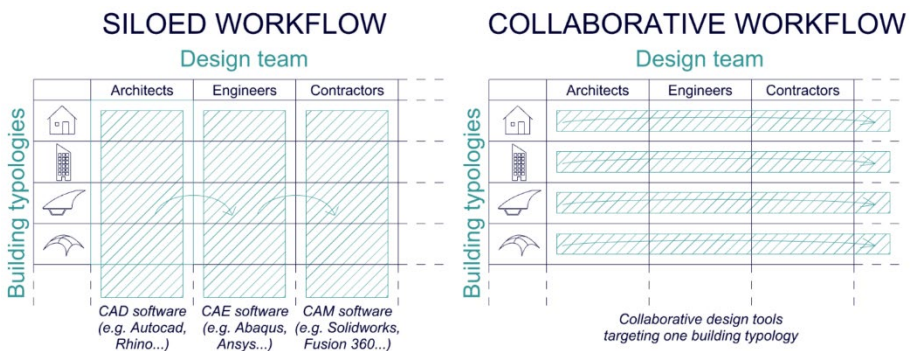 SILOED WORKFLOW
Design team
Architects
Engineers
Contractors
Building typologies
CAD software
(e.g. Autocad,
Rhino...)
CAE software
(e.g. Abaqus,
Ansys...)
CAM software
(e.g. Solidworks,
Fusion 360...)
COLLABORATIVE WORKFLOW
Design team
Architects
Engineers
Contractors
Building typologies
Collaborative design tools
targeting one building typology